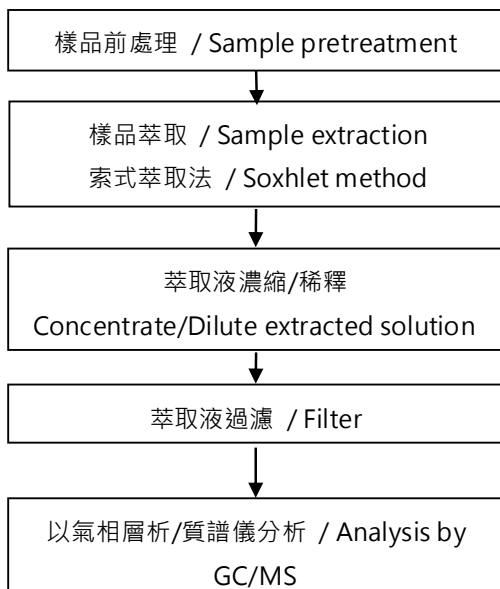 樣品前處理 / Sample pretreatment
樣品萃取 / Sample extraction
索式萃取法 / Soxhlet method
萃取液濃縮/稀釋
Concentrate/Dilute extracted solution
萃取液過濾 / Filter
以氣相層析/質譜儀分析 / Analysis by
GC/MS